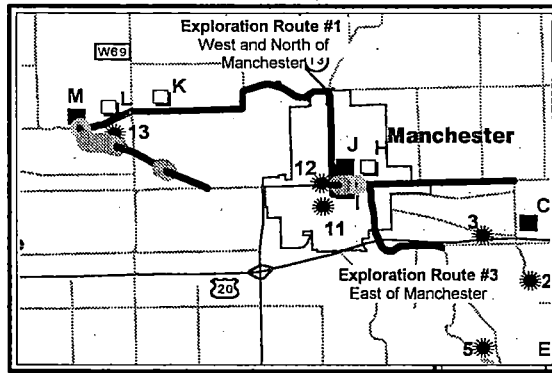 Exploration Route #1
West and North of
Manchester
13
W69
M
L
K
13
J
Manchester
12
11
3
C
Exploration Route #3
East of Manchester
20
2
5
E